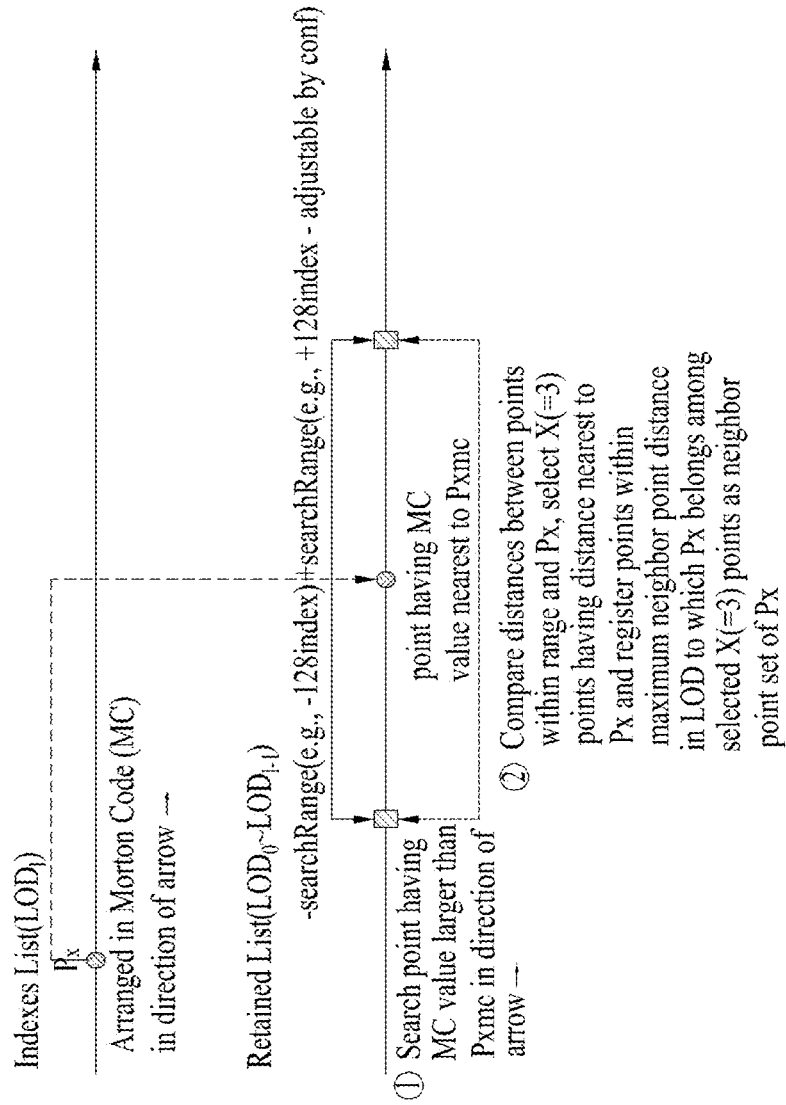 Indexes List(LOD₁)
Pₓ
Arranged in Morton Code (MC)
in direction of arrow →
Retained List(LOD₀~LOD₁₋₁)
-searchRange(e.g., -128index)+searchRange(e.g., +128index - adjustable by conf)
point having MC
value nearest to Pxmc
① Search point having
MC value larger than
Pxmc in direction of
arrow →
② Compare distances between points
within range and Px, select X(=3)
points having distance nearest to
Px and register points within
maximum neighbor point distance
in LOD to which Px belongs among
selected X(=3) points as neighbor
point set of Px